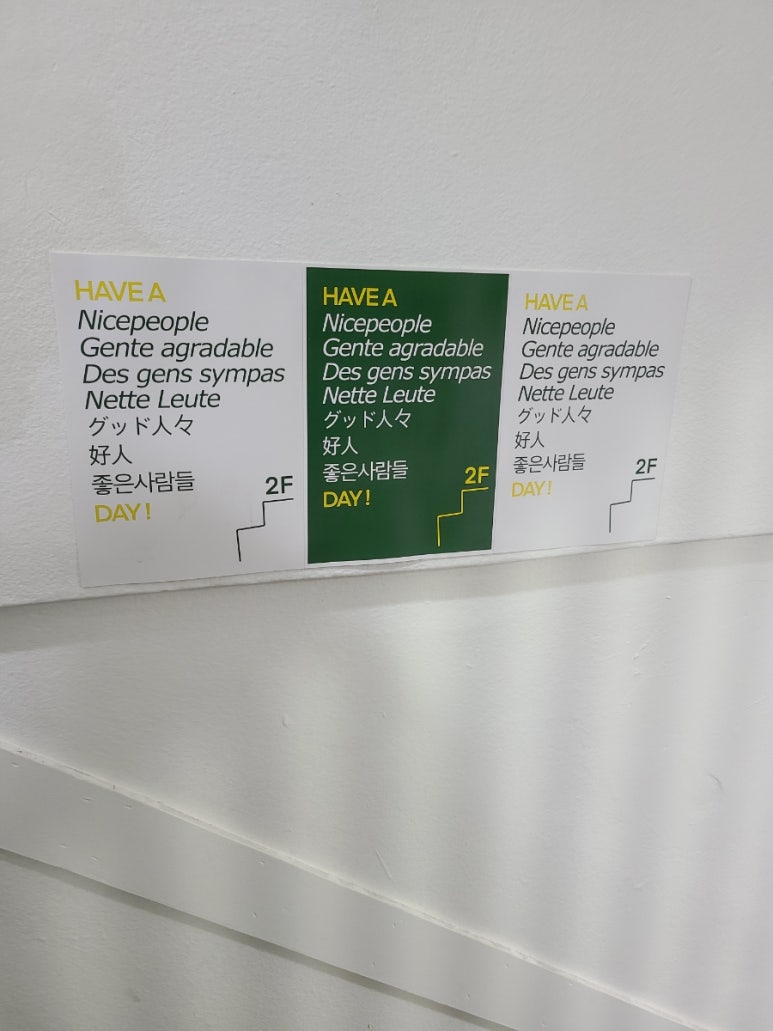 HAVE A
Nicepeople
Gente agradable
Des gens sympas
Nette Leute
グッド人々
好人
좋은사람들
DAY!
2F
HAVE A
Nicepeople
Gente agradable
Des gens sympas
Nette Leute
グッド人々
好人
좋은사람들
DAY!
2F
HAVE A
Nicepeople
Gente agradable
Des gens sympas
Nette Leute
グッド人々
好人
좋은사람들
DAY!
2F